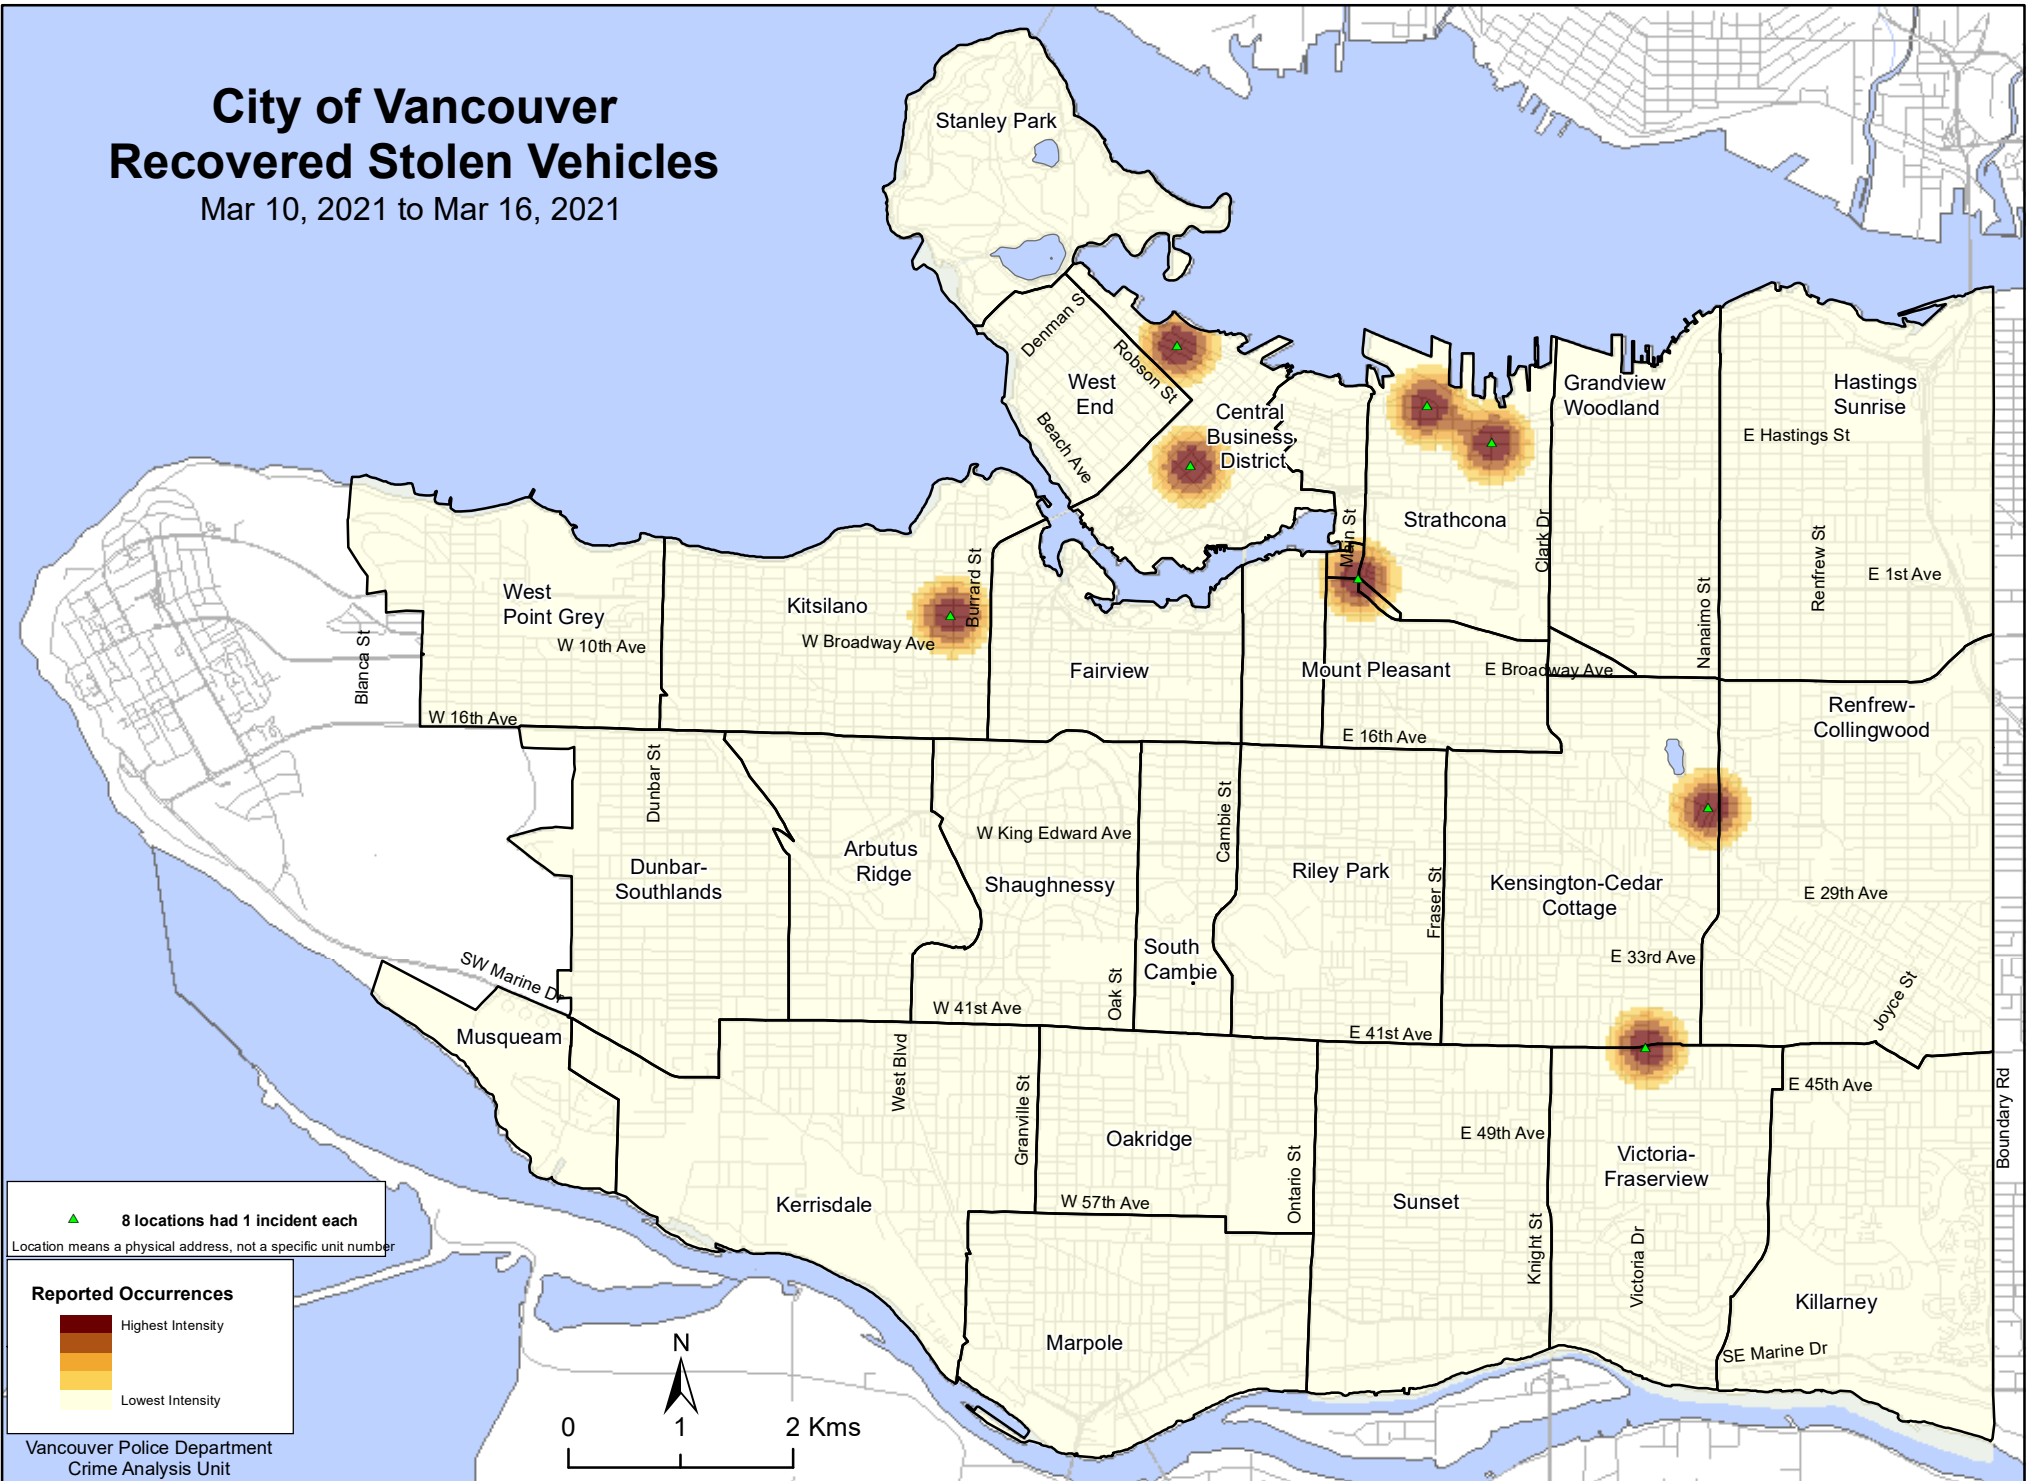 City of Vancouver
Recovered Stolen Vehicles
Mar 10, 2021 to Mar 16, 2021
Stanley Park
Denman S
Robson St
West
End
Beach Ave
Central
Business
District
Grandview
Woodland
Hastings
Sunrise
E Hastings St
Strathcona
Main St
Clark Dr
Nanaimo St
Renfrew St
E 1st Ave
West
Point Grey
W 10th Ave
Blanca St
W 16th Ave
Kitsilano
W Broadway Ave
Burrard St
Fairview
Mount Pleasant
E Broadway Ave
E 16th Ave
Renfrew-
Collingwood
Dunbar St
Dunbar-
Southlands
Arbutus
Ridge
W King Edward Ave
Shaughnessy
Cambie St
South
Cambie
Oak St
Riley Park
Fraser St
Kensington-Cedar
Cottage
E 29th Ave
E 33rd Ave
Joyce St
SW Marine Dr
Musqueam
W 41st Ave
E 41st Ave
West Blvd
Granville St
Oakridge
Ontario St
W 57th Ave
Kerrisdale
Sunset
E 49th Ave
Knight St
Victoria-
Fraserview
Victoria Dr
E 45th Ave
Boundary Rd
Killarney
SE Marine Dr
Marpole
8 locations had 1 incident each
Location means a physical address, not a specific unit number
Reported Occurrences
Highest Intensity
Lowest Intensity
Vancouver Police Department
Crime Analysis Unit
N
0 1 2 Kms